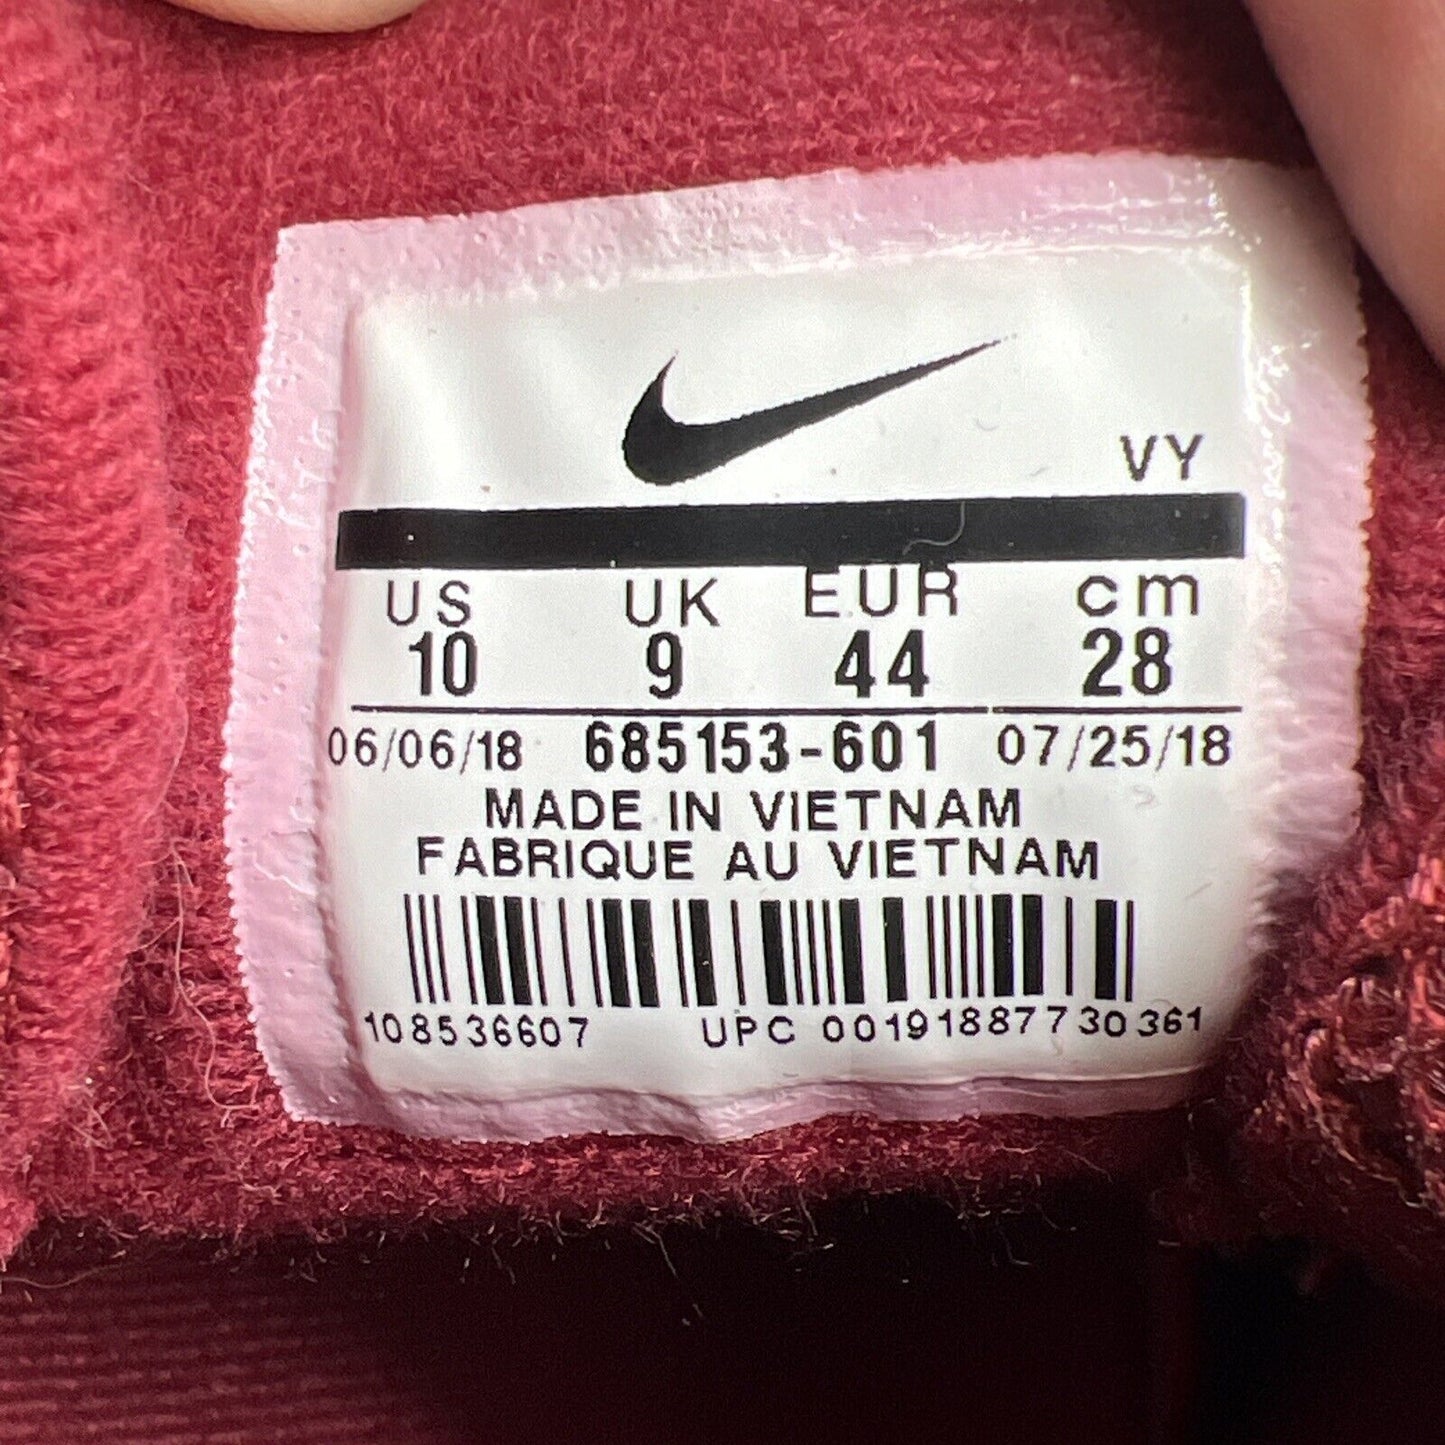 VY
US UK EUR cm
10 9 44 28
06/06/18 685153-601 07/25/18
MADE IN VIETNAM
FABRIQUE AU VIETNAM
108536607 UPC 00191887730361